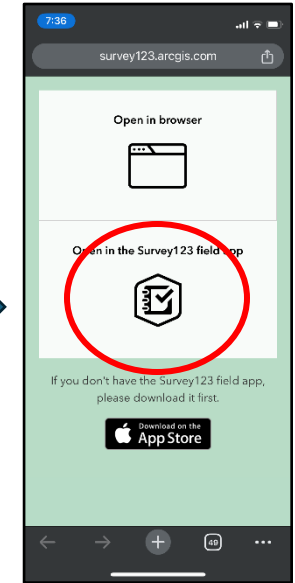 7:36
survey123.arcgis.com
Open in browser
Open in the Survey123 field app
If you don't have the Survey123 field app,
please download it first.
Download on the
App Store
49